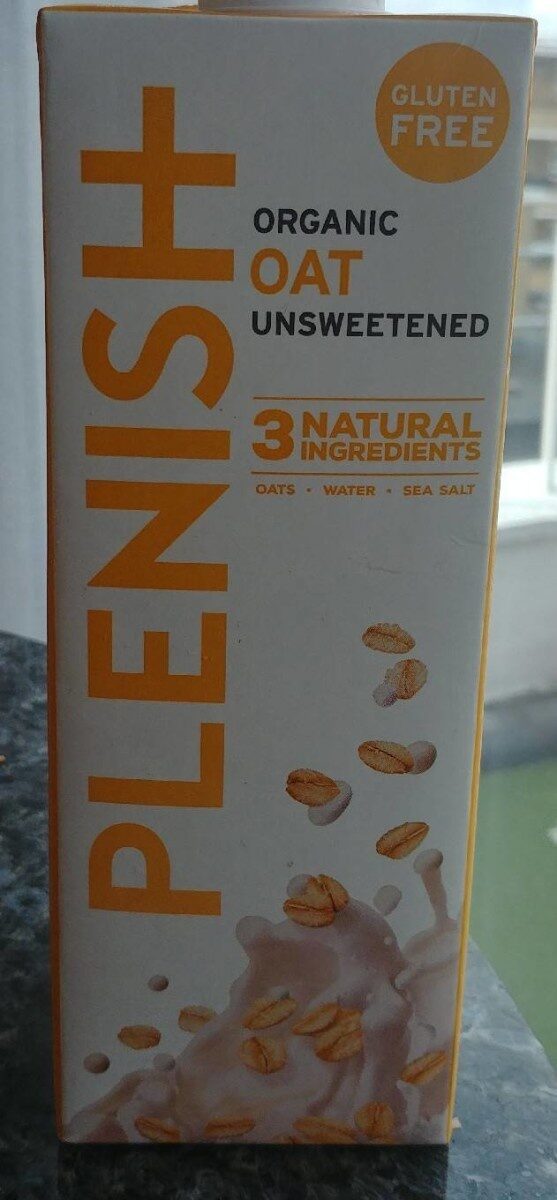 PLENISH
GLUTEN
FREE
ORGANIC
OAT
UNSWEETENED
3 NATURAL
INGREDIENTS
OATS • WATER • SEA SALT